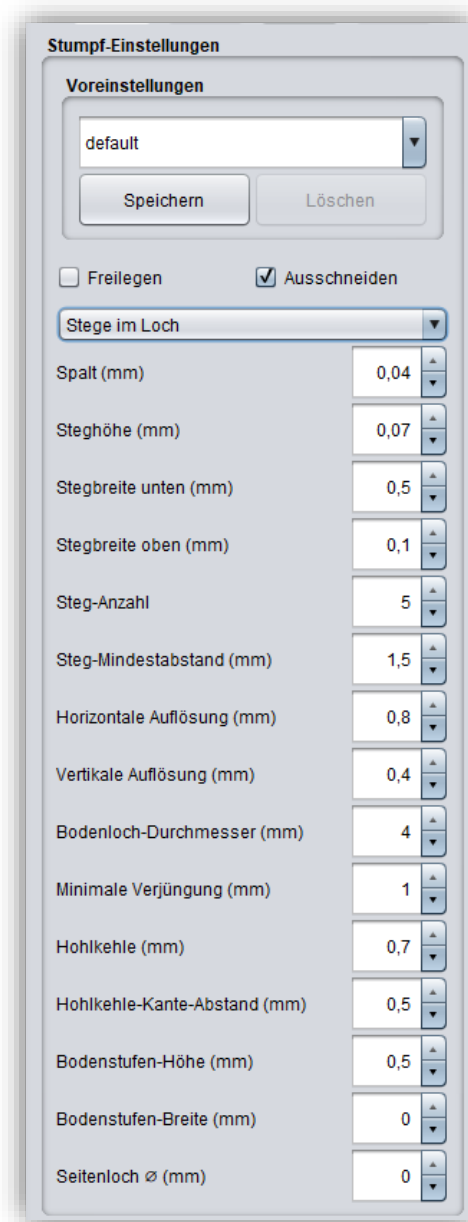 Stumpf-Einstellungen
Voreinstellungen
default
Speichern Löschen
Freilegen Ausschneiden
Stege im Loch
Spalt (mm) 0,04
Steghöhe (mm) 0,07
Stegbreite unten (mm) 0,5
Stegbreite oben (mm) 0,1
Steg-Anzahl 5
Steg-Mindestabstand (mm) 1,5
Horizontale Auflösung (mm) 0,8
Vertikale Auflösung (mm) 0,4
Bodenloch-Durchmesser (mm) 4
Minimale Verjüngung (mm) 1
Hohlkehle (mm) 0,7
Hohlkehle-Kante-Abstand (mm) 0,5
Bodenstufen-Höhe (mm) 0,5
Bodenstufen-Breite (mm) 0
Seitenloch ⌀ (mm) 0